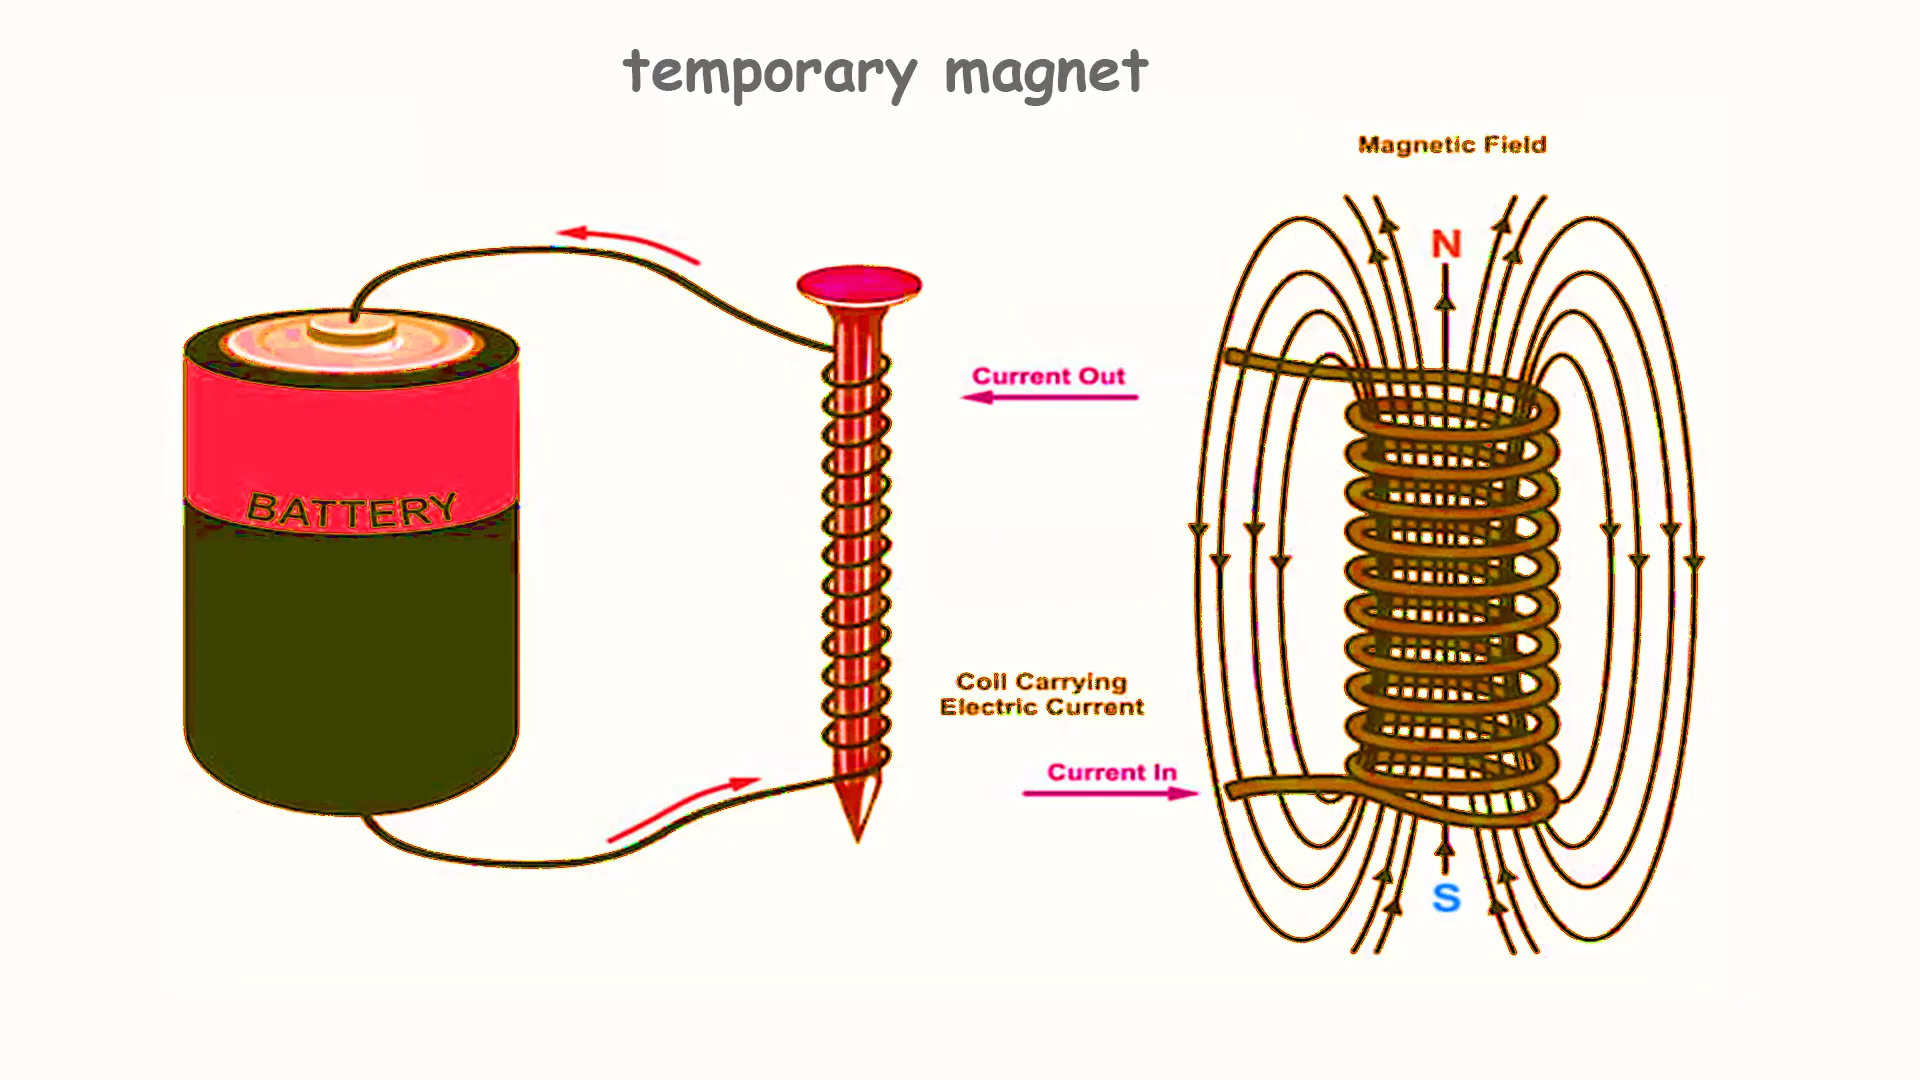 temporary magnet
Magnetic Field
N
BATTERY
Current Out
Coil Carrying
Electric Current
Current In
S